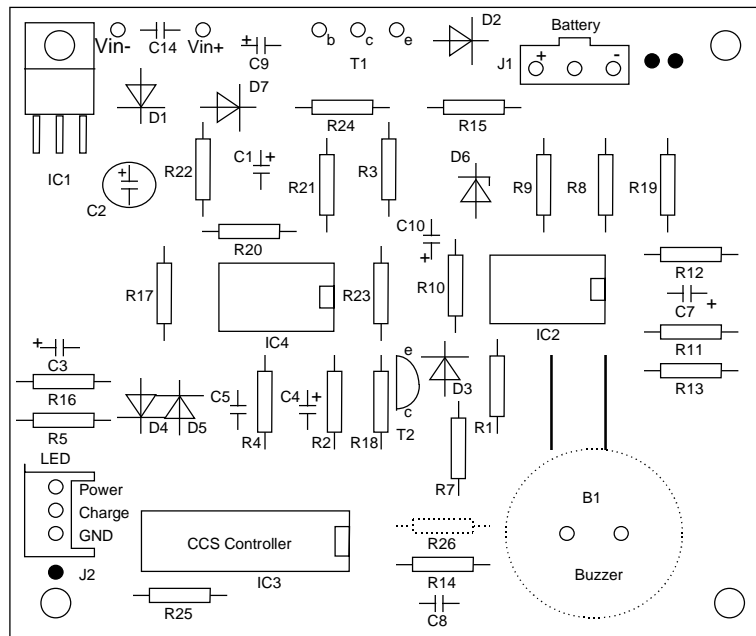 Vin-
C14
Vin+
+
C9
b
c
e
T1
D2
Battery
J1
+
-
D1
D7
R24
R15
IC1
C2
+
R22
C1
+
R21
R3
D6
R9
R8
R19
R20
C10
+
R12
R17
R23
R10
C7
+
IC4
IC2
R11
+
C3
R16
e
D3
R13
R5
D4
D5
C5
R4
C4
+
R2
R18
c
T2
R1
R7
LED
Power
Charge
GND
J2
CCS Controller
IC3
R25
R26
R14
C8
B1
Buzzer